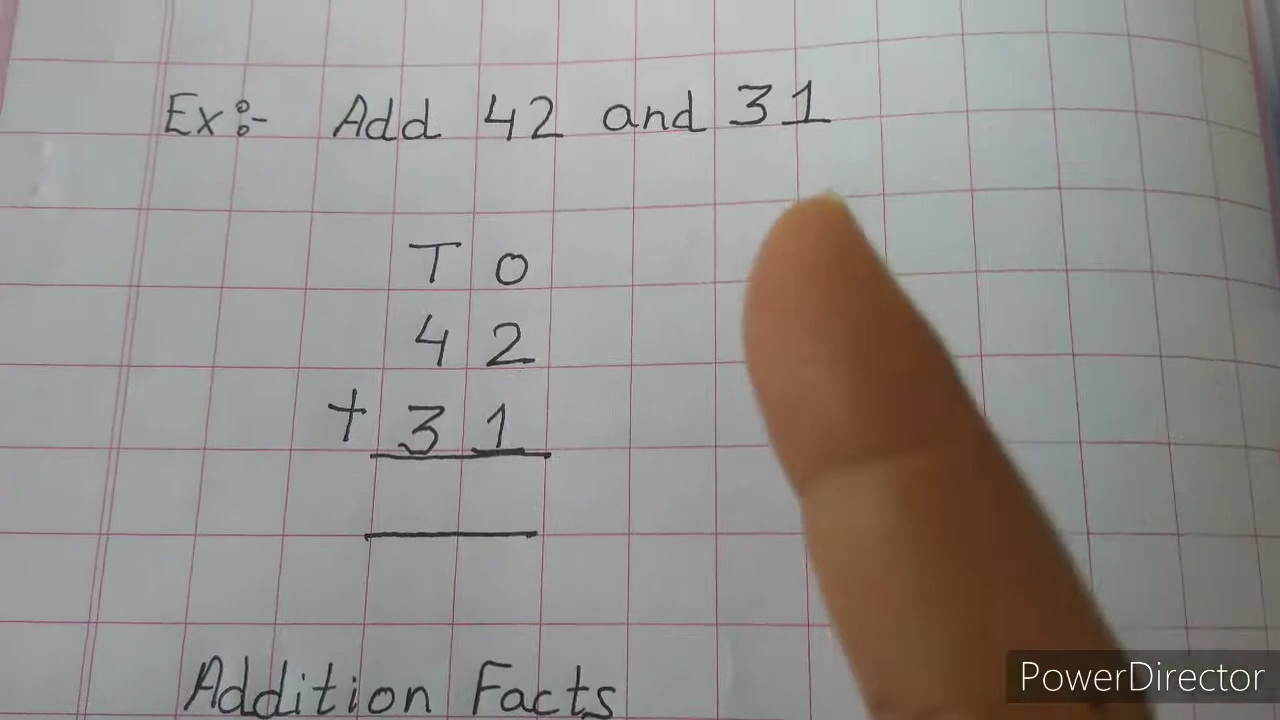 Ex:- Add 42 and 31
T O
4 2
+ 3 1
Addition Facts
PowerDirector